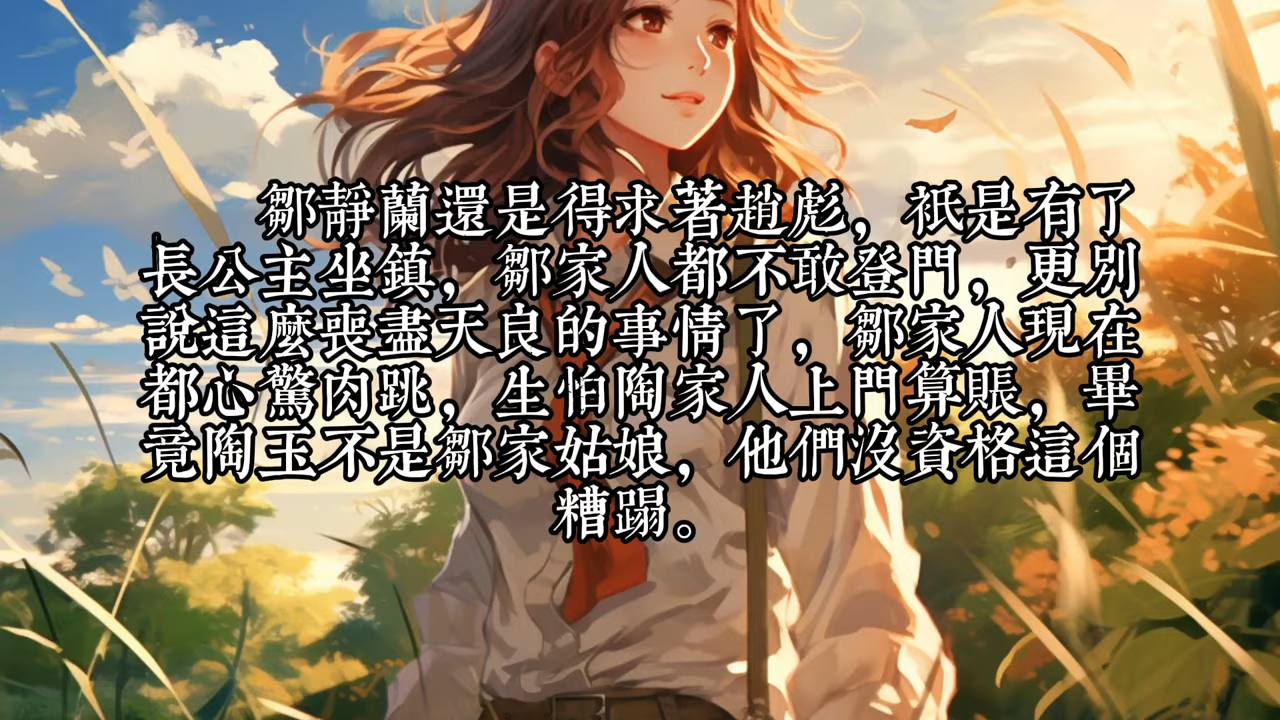 鄒靜蘭還是得求著趙彪，祇是有了
長公主坐鎮，鄒家人都不敢登門，更別
說這麼喪盡天良的事情了，鄒家人現在
都心驚肉跳，生怕陶家人上門算賬，畢
竟陶玉不是鄒家姑娘，他們沒資格這個
糟蹋。